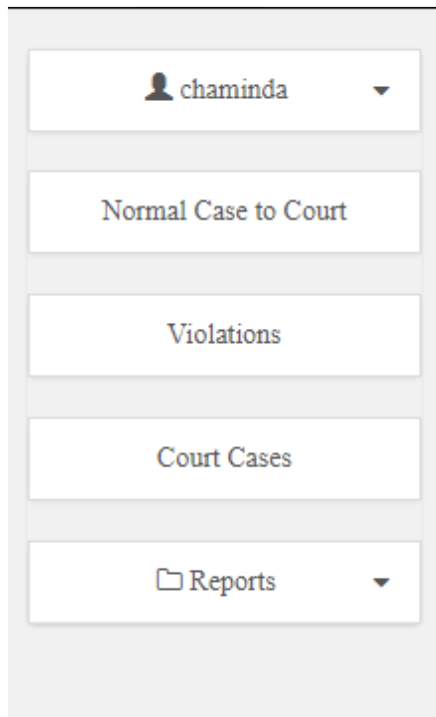 chaminda
Normal Case to Court
Violations
Court Cases
Reports